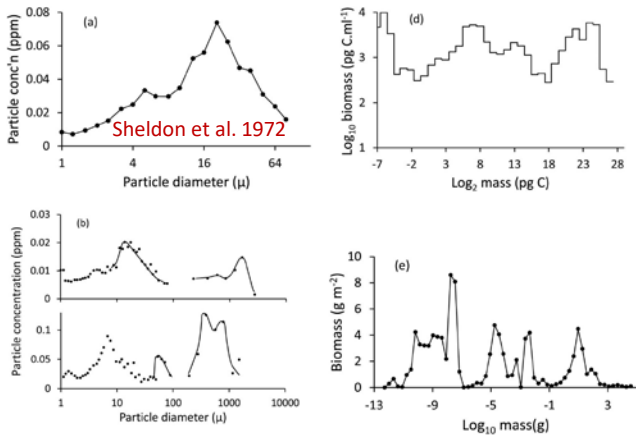 (a)
Particle conc'n (ppm)
0.08
0.06
0.04
0.02
0
Sheldon et al. 1972
1 4 16 64
Particle diameter (μ)
(d)
Log10 biomass (pg C.ml-1)
4
3
2
1
-7 -2 3 8 13 18 23 28
Log2 mass (pg C)
(b)
Particle concentration (ppm)
0.03
0.02
0.01
0
0.1
0.05
0
1 10 100 1000 10000
Particle diameter (μ)
(e)
Biomass (g m-2)
10
8
6
4
2
0
-13 -9 -5 -1 3
Log10 mass(g)